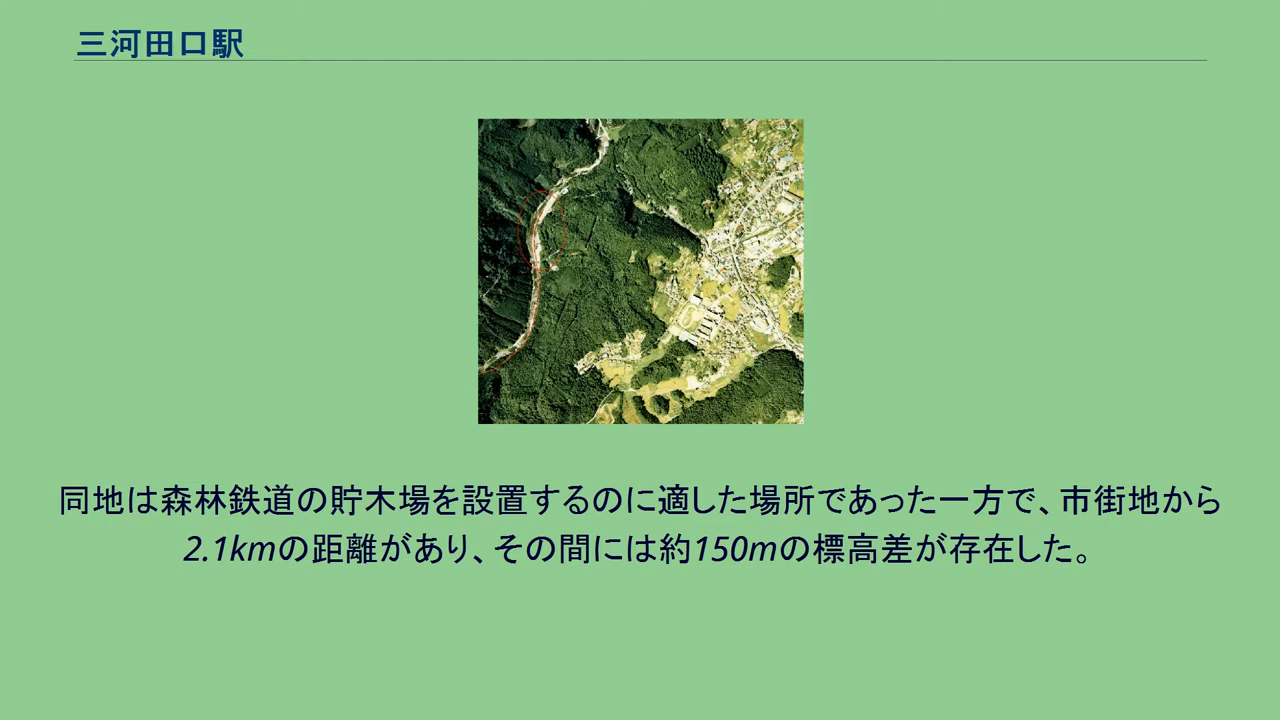 三河田口駅
同地は森林鉄道の貯木場を設置するのに適した場所であった一方で、市街地から
2.1kmの距離があり、その間には約150mの標高差が存在した。